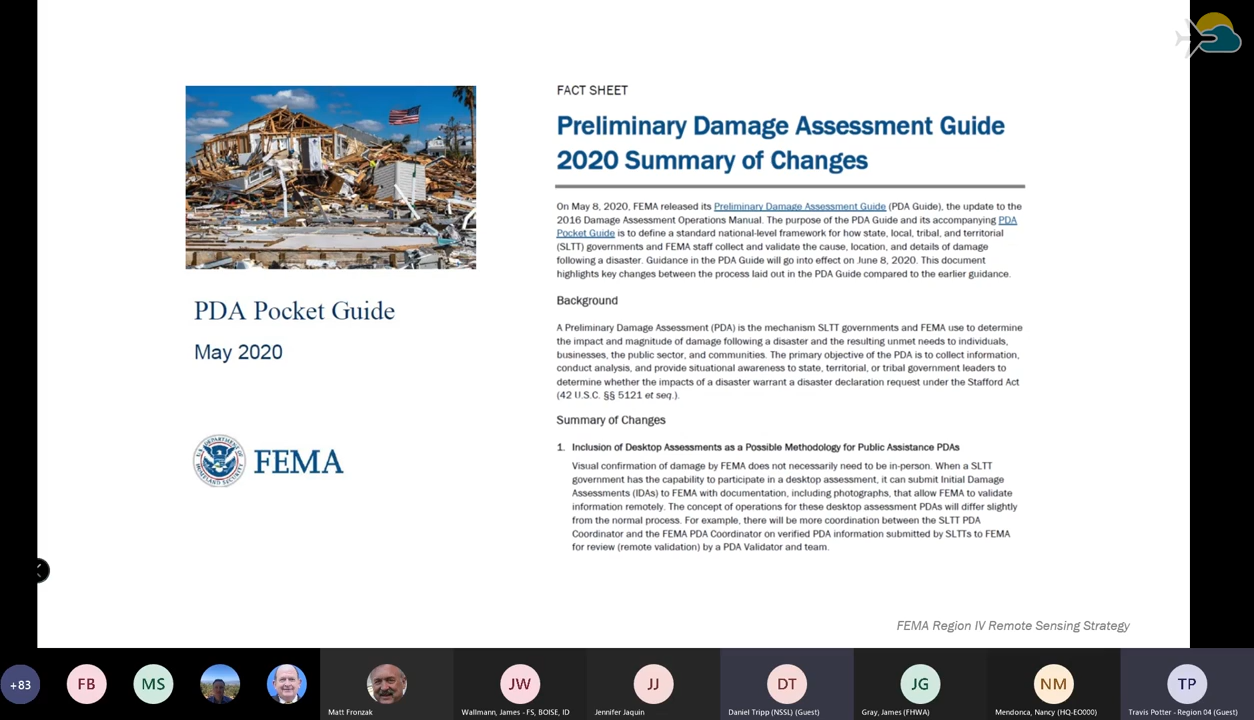 PDA Pocket Guide
May 2020
FEMA
FACT SHEET
Preliminary Damage Assessment Guide
2020 Summary of Changes
On May 8, 2020, FEMA released its Preliminary Damage Assessment Guide (PDA Guide), the update to the
2016 Damage Assessment Operations Manual. The purpose of the PDA Guide and its accompanying PDA
Pocket Guide is to define a standard national-level framework for how state, local, tribal, and territorial
(SLTT) governments and FEMA staff collect and validate the cause, location, and details of damage
following a disaster. Guidance in the PDA Guide will go into effect on June 8, 2020. This document
highlights key changes between the process laid out in the PDA Guide compared to the earlier guidance.
Background
A Preliminary Damage Assessment (PDA) is the mechanism SLTT governments and FEMA use to determine
the impact and magnitude of damage following a disaster and the resulting unmet needs to individuals,
businesses, the public sector, and communities. The primary objective of the PDA is to collect information,
conduct analysis, and provide situational awareness to state, territorial, or tribal government leaders to
determine whether the impacts of a disaster warrant a disaster declaration request under the Stafford Act
(42 U.S.C. §§ 5121 et seq.).
Summary of Changes
1. Inclusion of Desktop Assessments as a Possible Methodology for Public Assistance PDAs
Visual confirmation of damage by FEMA does not necessarily need to be in-person. When a SLTT
government has the capability to participate in a desktop assessment, it can submit Initial Damage
Assessments (IDAs) to FEMA with documentation, including photographs, that allow FEMA to validate
information remotely. The concept of operations for these desktop assessment PDAs will differ slightly
from the normal process. For example, there will be more coordination between the SLTT PDA
Coordinator and the FEMA PDA Coordinator on verified PDA information submitted by SLTTs to FEMA
for review (remote validation) by a PDA Validator and team.
FEMA Region IV Remote Sensing Strategy
+83
FB
MS
Matt Fronzak
JW
Wallmann, James - FS, BOISE, ID
JJ
Jennifer Jaquin
DT
Daniel Tripp (NSSL) (Guest)
JG
Gray, James (FHWA)
NM
Mendonca, Nancy (HQ-EO000)
TP
Travis Potter - Region 04 (Guest)